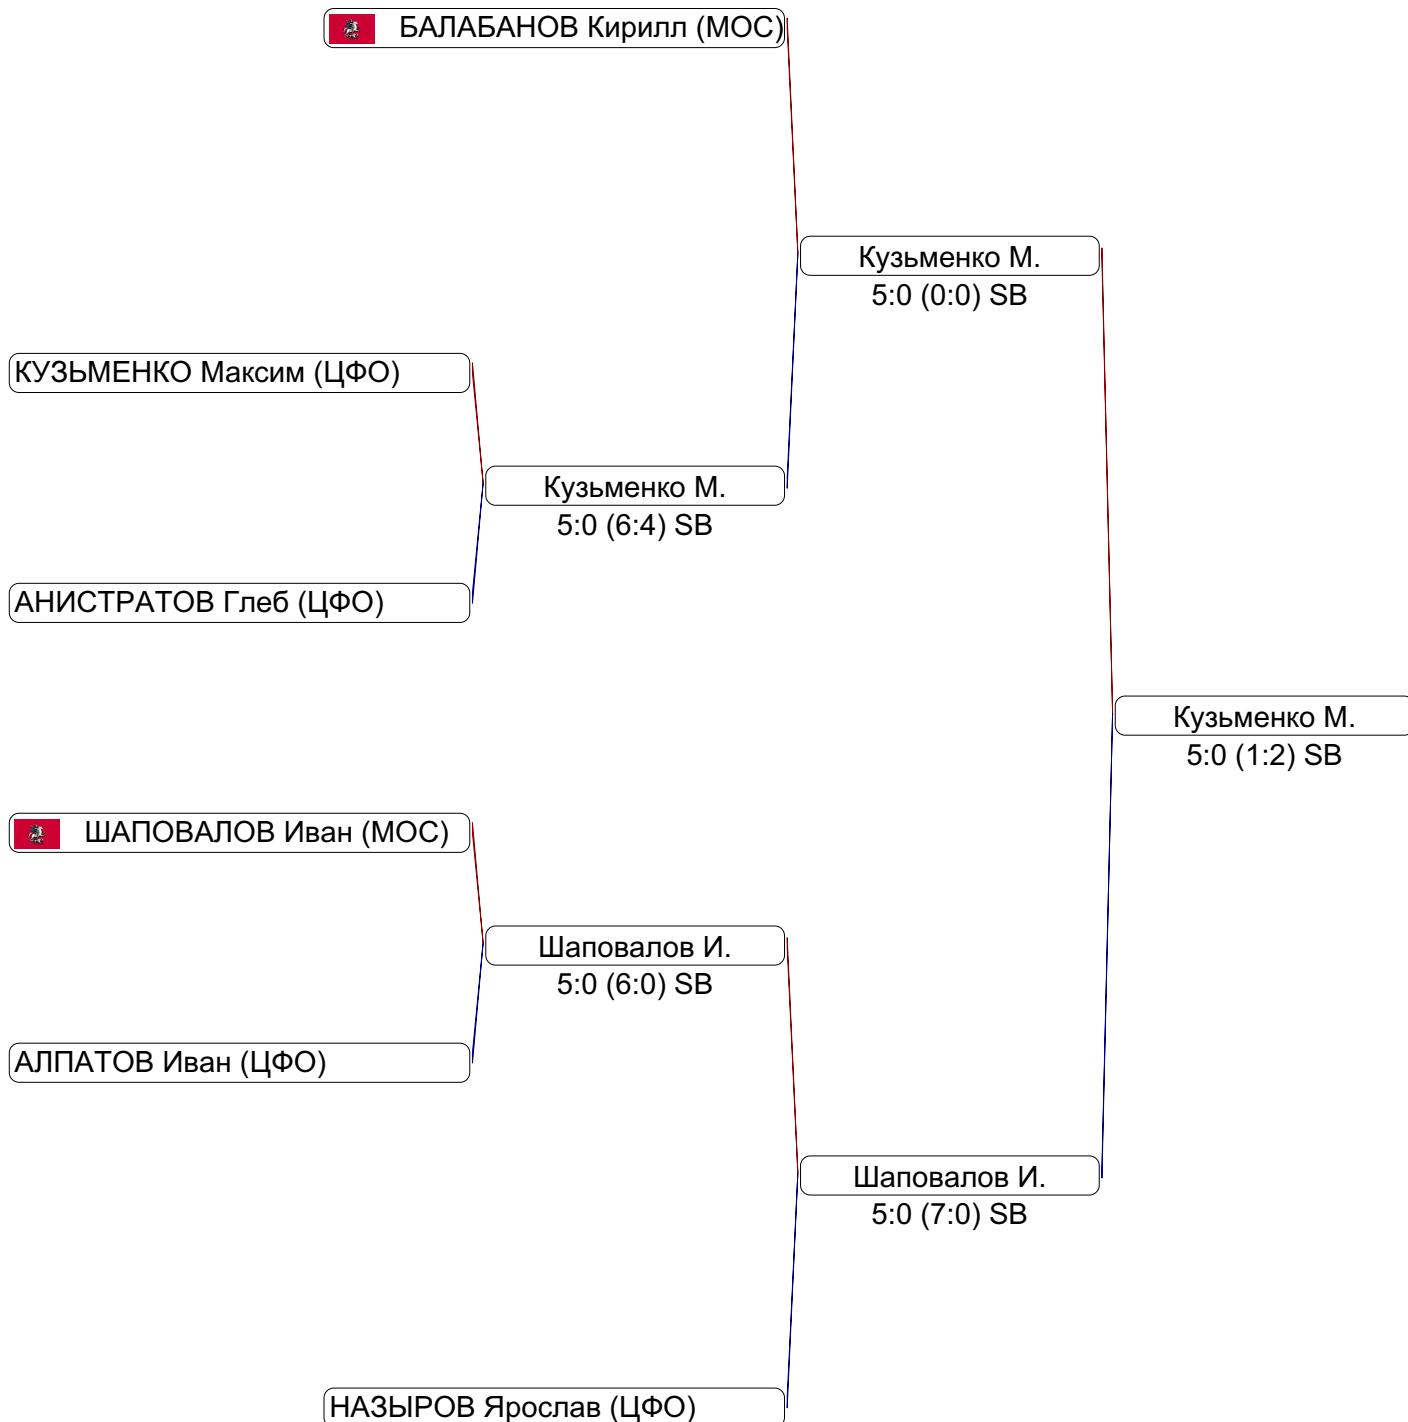 БАЛАБАНОВ Кирилл (МОС)
Кузьменко М.
5:0 (0:0) SB
КУЗЬМЕНКО Максим (ЦФО)
Кузьменко М.
5:0 (6:4) SB
АНИСТРАТОВ Глеб (ЦФО)
Кузьменко М.
5:0 (1:2) SB
ШАПОВАЛОВ Иван (МОС)
Шаповалов И.
5:0 (6:0) SB
АЛПАТОВ Иван (ЦФО)
Шаповалов И.
5:0 (7:0) SB
НАЗЫРОВ Ярослав (ЦФО)